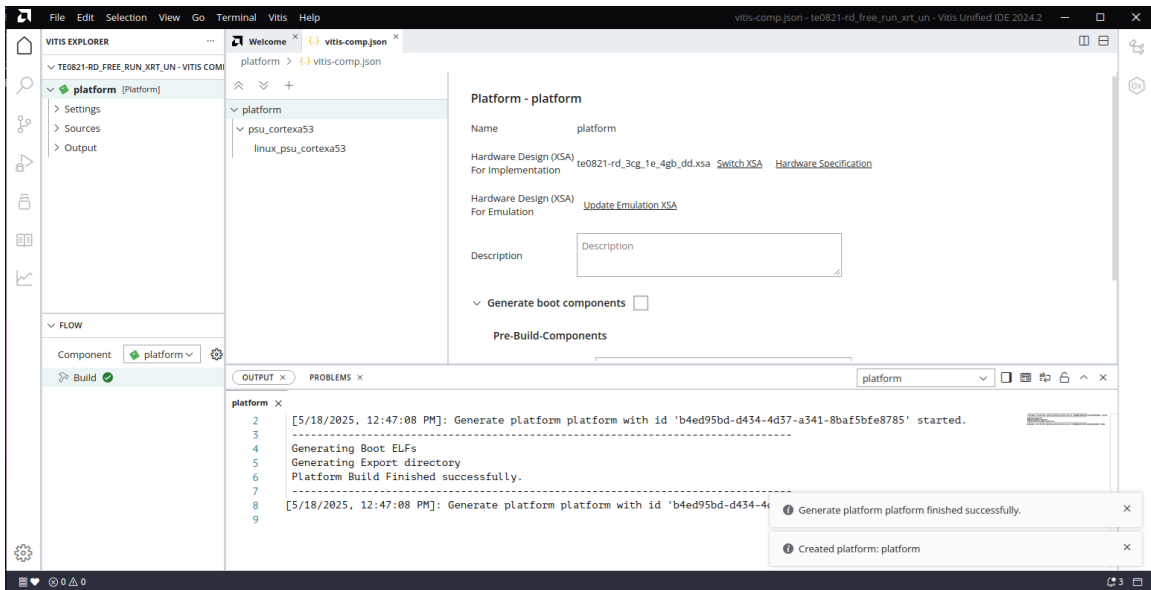 File Edit Selection View Go Terminal Vitis Help
vitis-comp.json - te0821-rd_free_run_xrt_un - Vitis Unified IDE 2024.2
VITIS EXPLORER ...
TE0821-RD_FREE_RUN_XRT_UN - VITIS COM
platform [Platform]
Settings
Sources
Output
FLOW
Component platform
Build
Welcome × {..} vitis-comp.json ×
platform > {..} vitis-comp.json
platform
psu_cortexa53
linux_psu_cortexa53
Platform - platform
Name platform
Hardware Design (XSA)
For Implementation te0821-rd_3cg_1e_4gb_dd.xsa Switch XSA Hardware Specification
Hardware Design (XSA)
For Emulation Update Emulation XSA
Description Description
Generate boot components
Pre-Build-Components
OUTPUT × PROBLEMS × platform
platform ×
2 [5/18/2025, 12:47:08 PM]: Generate platform platform with id 'b4ed95bd-d434-4d37-a341-8baf5bfe8785' started.
3 --------------------------------------------------------------------------------
4 Generating Boot ELFs
5 Generating Export directory
6 Platform Build Finished successfully.
7 --------------------------------------------------------------------------------
8 [5/18/2025, 12:47:08 PM]: Generate platform platform with id 'b4ed95bd-d434-4
9
Generate platform platform finished successfully.
Created platform: platform
0 0
3